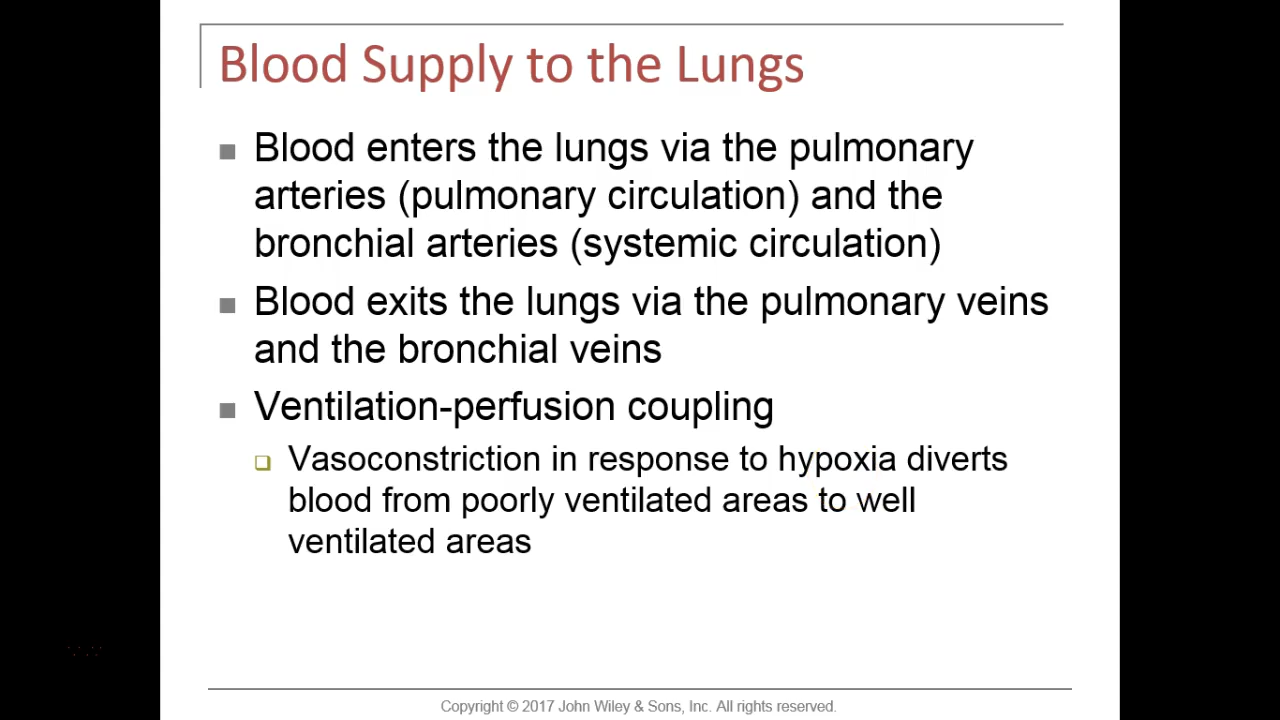 Blood Supply to the Lungs
Blood enters the lungs via the pulmonary
arteries (pulmonary circulation) and the
bronchial arteries (systemic circulation)
Blood exits the lungs via the pulmonary veins
and the bronchial veins
Ventilation-perfusion coupling
Vasoconstriction in response to hypoxia diverts
blood from poorly ventilated areas to well
ventilated areas
Copyright © 2017 John Wiley & Sons, Inc. All rights reserved.